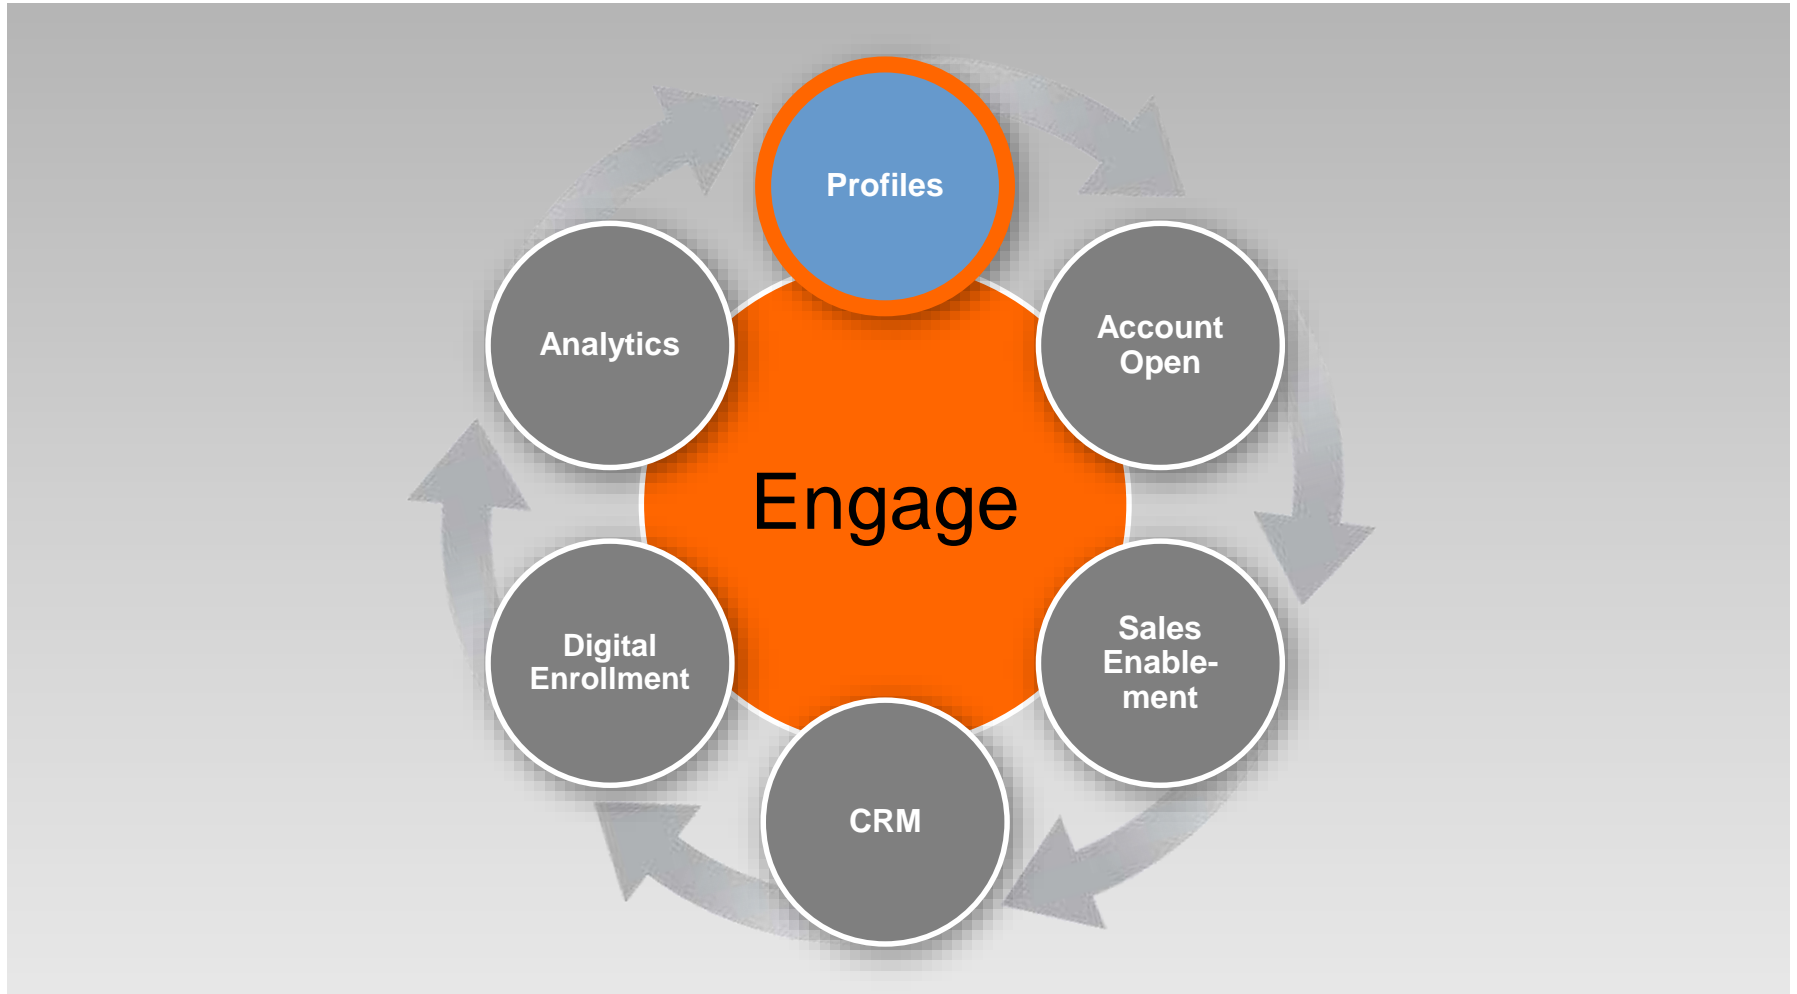 Profiles
Account
Open
Sales
Enable-
ment
CRM
Digital
Enrollment
Analytics
Engage